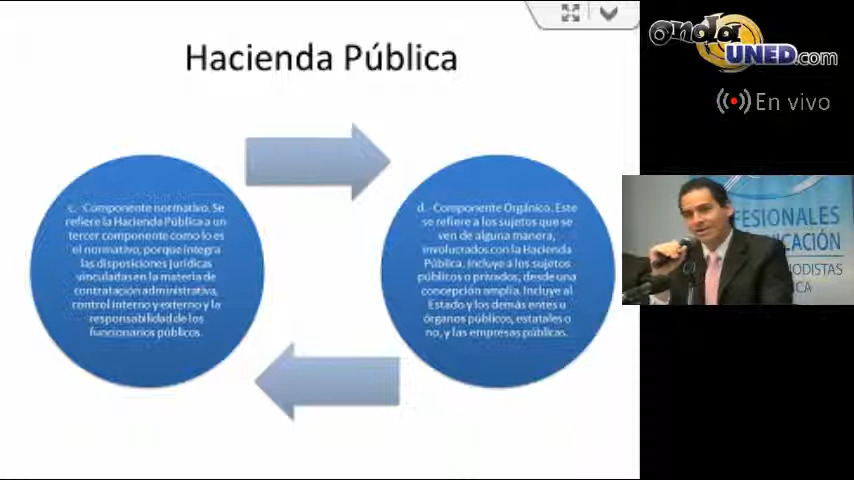 Hacienda Pública
c.- Componente normativo. Se
refiere la Hacienda Pública a un
tercer componente como lo es
el normativo, porque integra
las disposiciones jurídicas
vinculadas en la materia de
contratación administrativa,
control interno y externo y la
responsabilidad de los
funcionarios públicos.
d.- Componente Orgánico. Este
se refiere a los sujetos que se
ven de alguna manera,
involucrados con la Hacienda
Pública. Incluye a los sujetos
públicos o privados, desde una
concepción amplia. Incluye al
Estado y los demás entes u
órganos públicos, estatales o
no, y las empresas públicas.
onda
UNED.com
En vivo
FESIONALES
ICACIÓN
ODISTAS
ICA